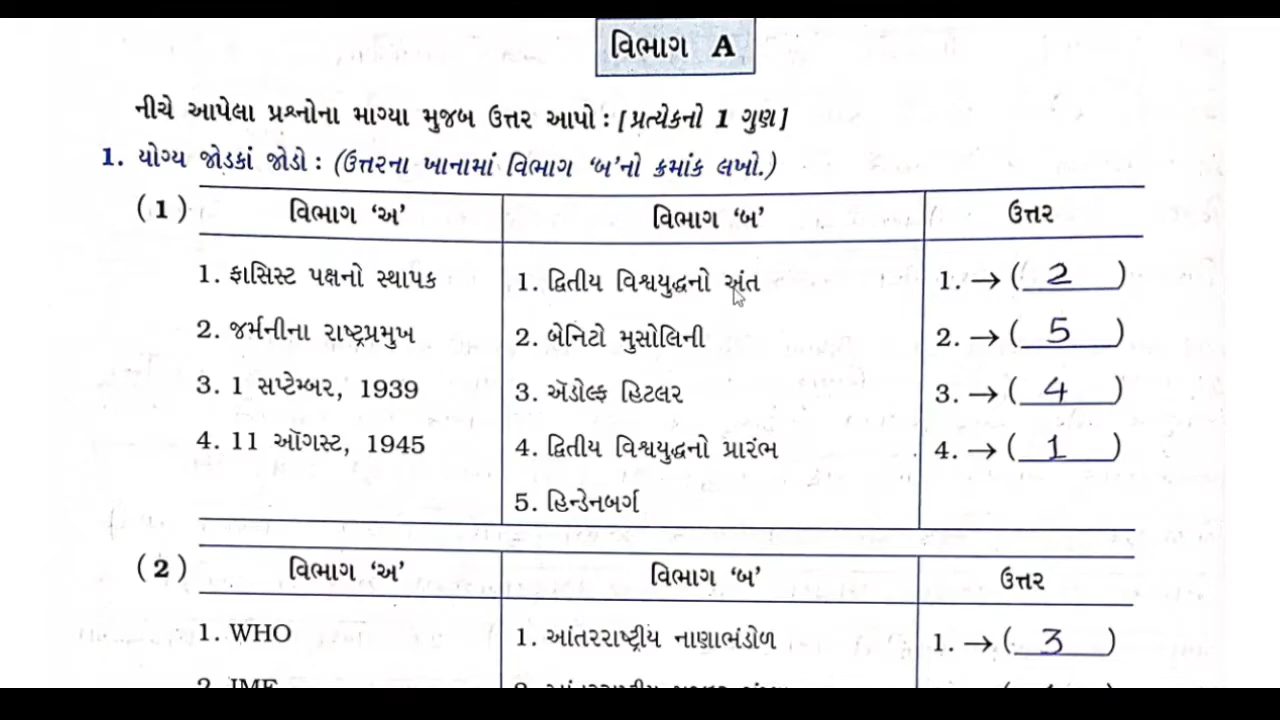 વિભાગ A
નીચે આપેલા પ્રશ્નોના માગ્યા મુજબ ઉત્તર આપો : [પ્રત્યેકનો 1 ગુણ]
1. યોગ્ય જોડકાં જોડો : (ઉત્તરના ખાનામાં વિભાગ ‘બ’નો ક્રમાંક લખો.)
(1) વિભાગ ‘અ’ વિભાગ ‘બ’ ઉત્તર
1. ફાસિસ્ટ પક્ષનો સ્થાપક 1. દ્વિતીય વિશ્વયુદ્ધનો અંત 1. → ( 2 )
2. જર્મનીના રાષ્ટ્રપ્રમુખ 2. બેનિટો મુસોલિની 2. → ( 5 )
3. 1 સપ્ટેમ્બર, 1939 3. ઍડોલ્ફ હિટલર 3. → ( 4 )
4. 11 ઑગસ્ટ, 1945 4. દ્વિતીય વિશ્વયુદ્ધનો પ્રારંભ 4. → ( 1 )
5. હિન્ડેનબર્ગ
(2) વિભાગ ‘અ’ વિભાગ ‘બ’ ઉત્તર
1. WHO 1. આંતરરાષ્ટ્રીય નાણાભંડોળ 1. → ( 3 )
2. IMF